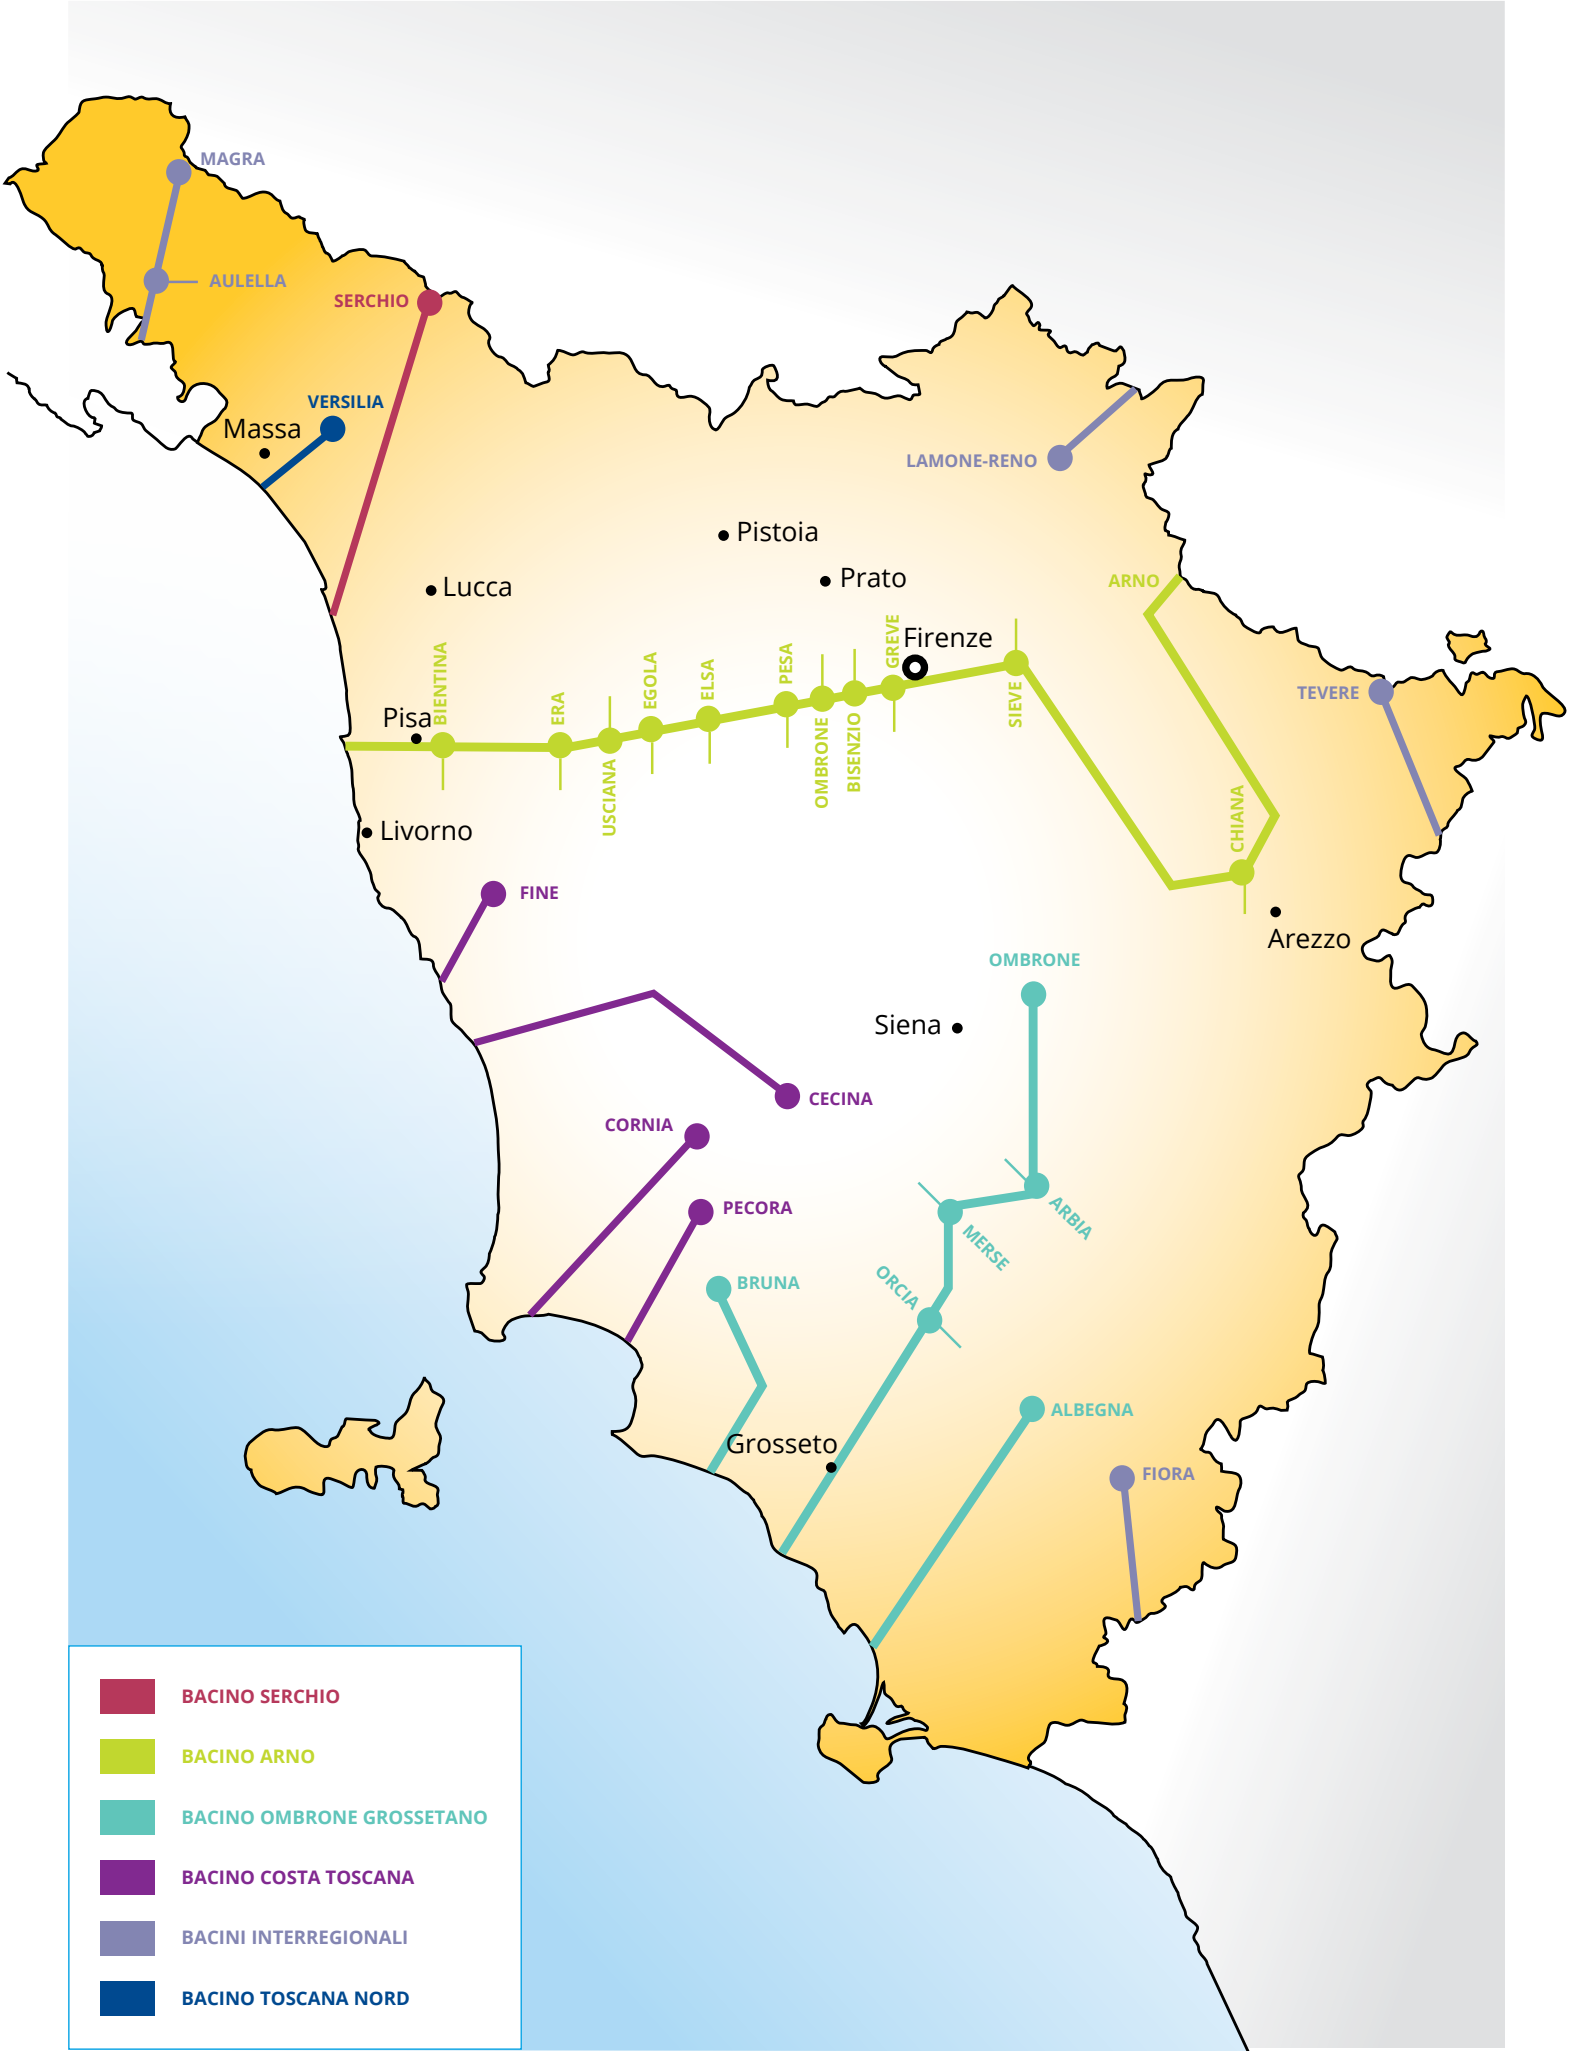 MAGRA
AULELLA
SERCHIO
VERSILIA
Massa
LAMONE-RENO
Pistoia
Prato
Lucca
ARNO
Firenze
GREVE
BIENTINA
EGOLA
ELSA
PESA
ERA
SIEVE
TEVERE
Pisa
OMBRONE
BISENZIO
USCIANA
CHIANA
Livorno
FINE
Arezzo
OMBRONE
Siena
CECINA
CORNIA
PECORA
ARBIA
MERSE
ORCIA
BRUNA
ALBEGNA
Grosseto
FIORA
BACINO SERCHIO
BACINO ARNO
BACINO OMBRONE GROSSETANO
BACINO COSTA TOSCANA
BACINI INTERREGIONALI
BACINO TOSCANA NORD